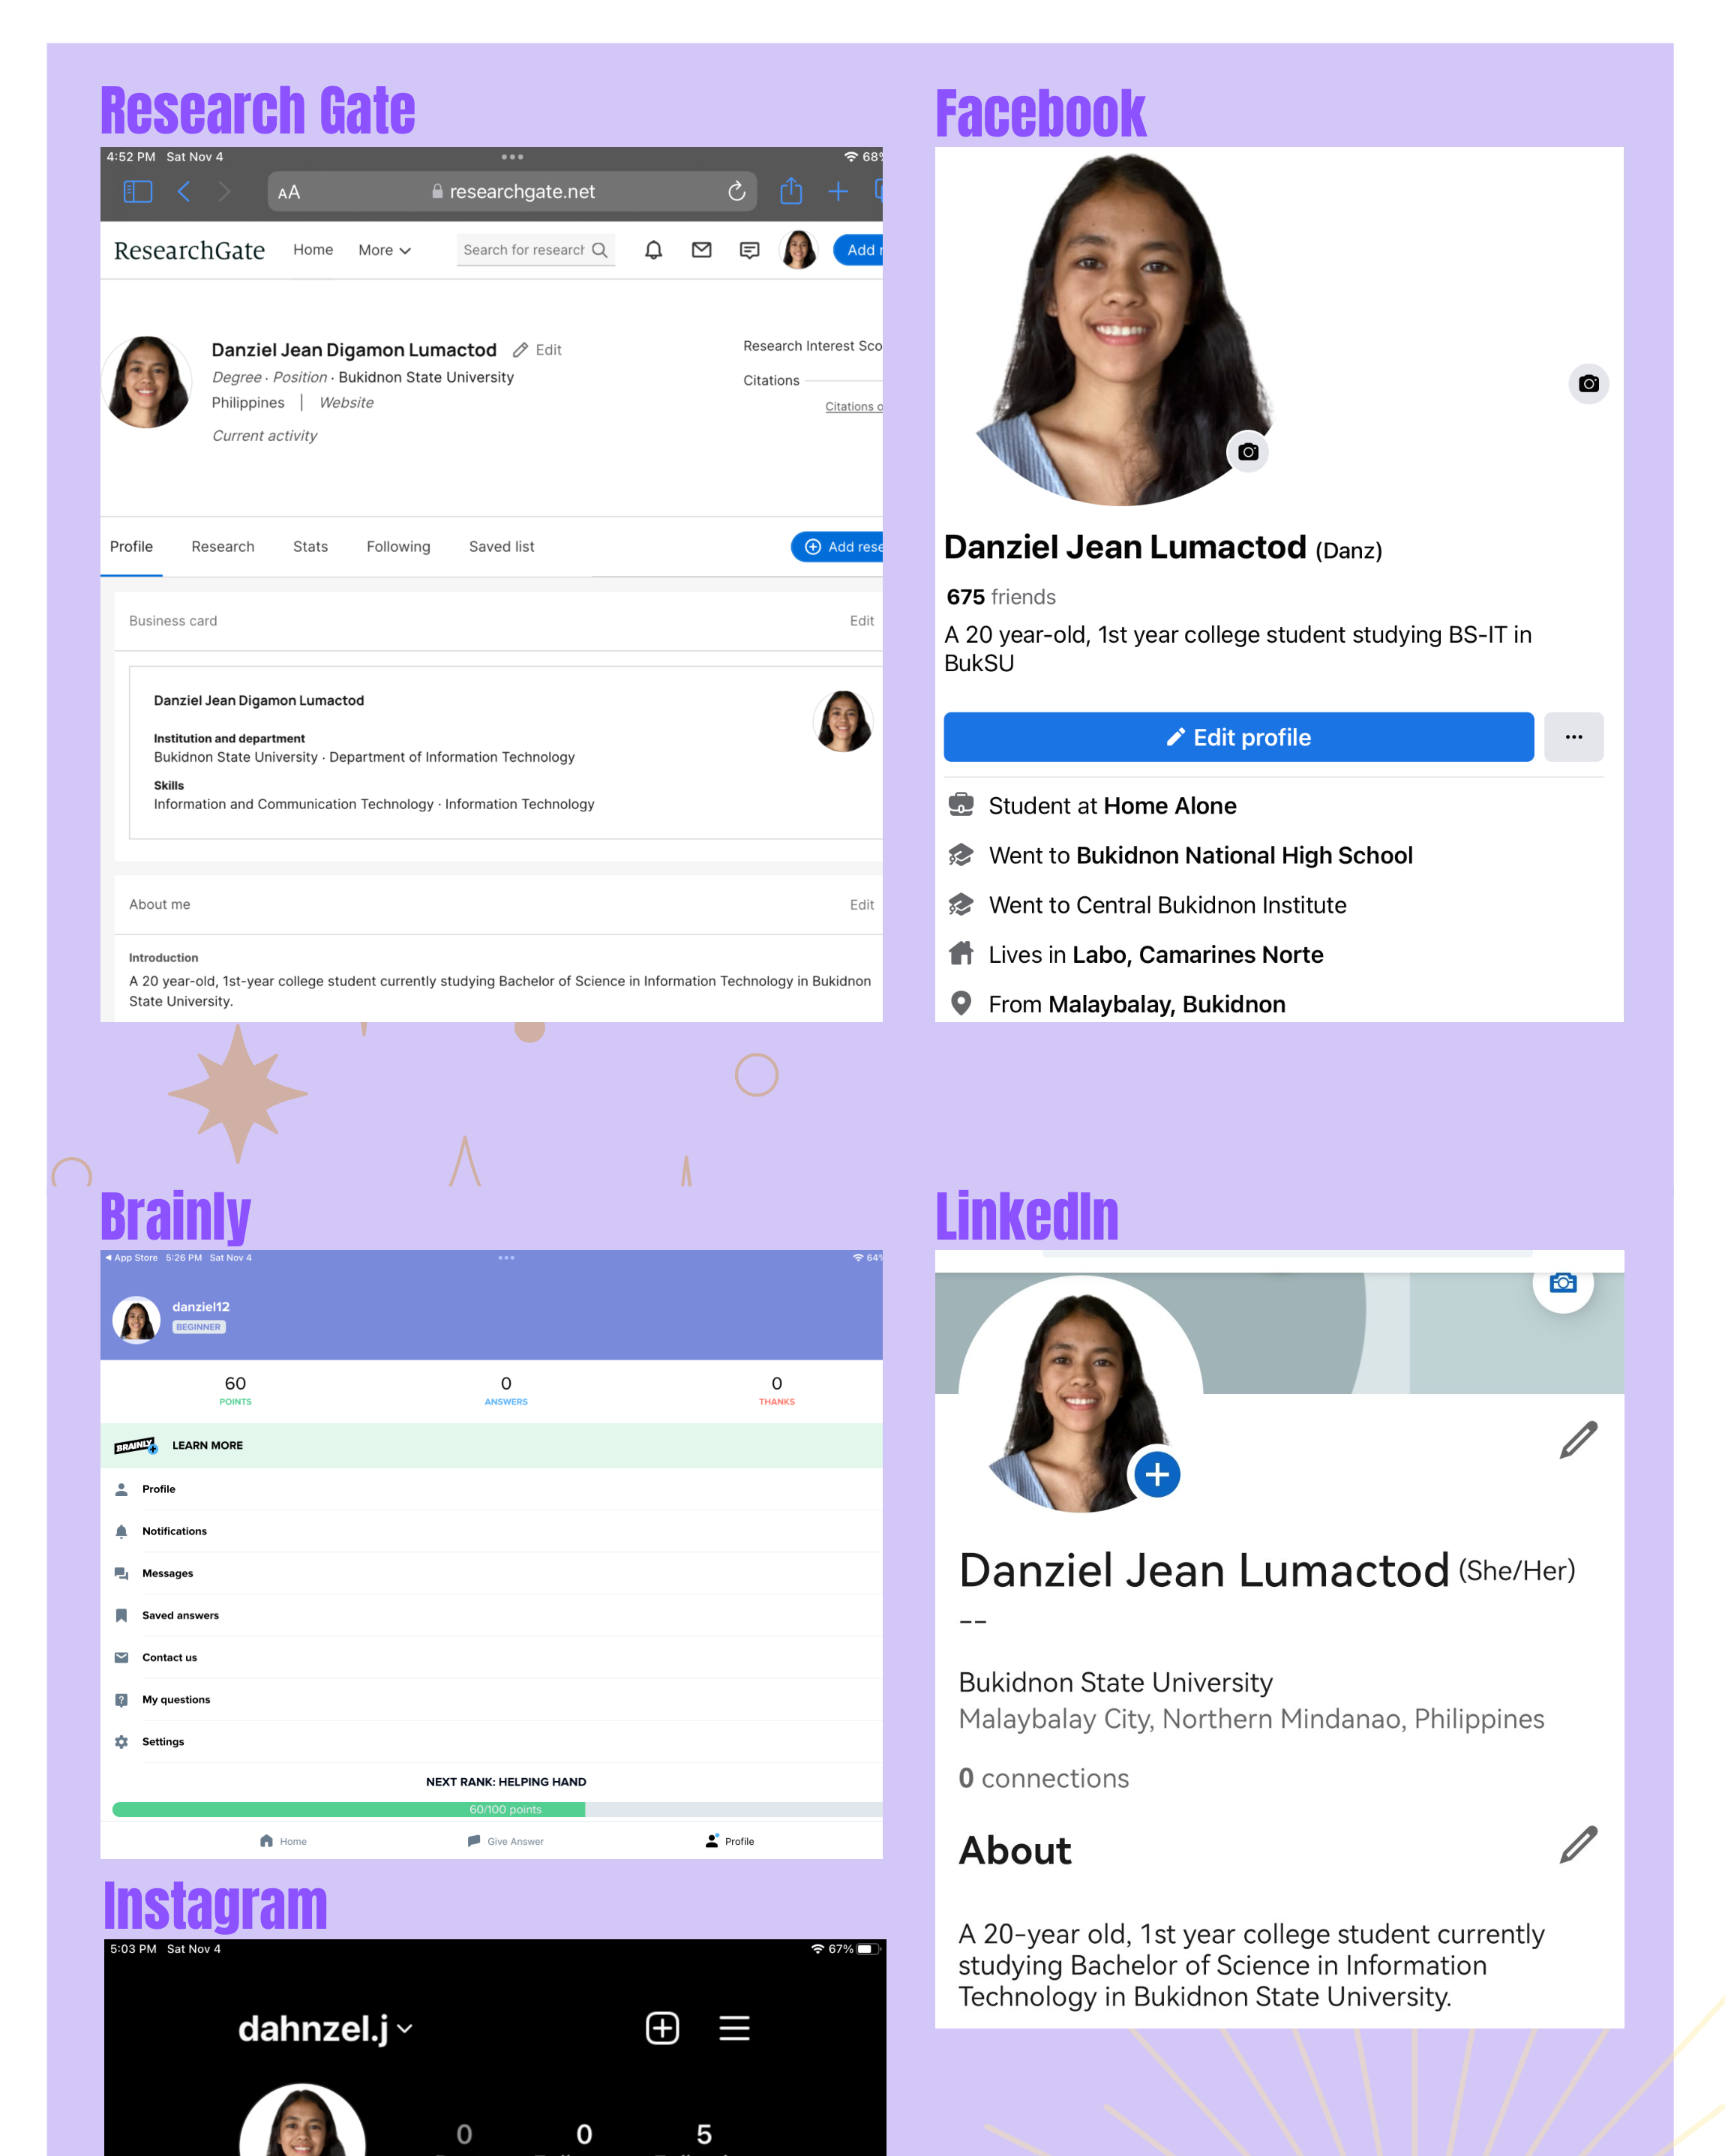 Research Gate
4:52 PM Sat Nov 4
68%
AA
researchgate.net
ResearchGate
Home
More
Search for research
Add
Danziel Jean Digamon Lumactod
Edit
Degree · Position · Bukidnon State University
Philippines | Website
Current activity
Research Interest Sco
Citations
Citations o
Profile
Research
Stats
Following
Saved list
Add rese
Business card
Edit
Danziel Jean Digamon Lumactod
Institution and department
Bukidnon State University · Department of Information Technology
Skills
Information and Communication Technology · Information Technology
About me
Edit
Introduction
A 20 year-old, 1st-year college student currently studying Bachelor of Science in Information Technology in Bukidnon
State University.
Facebook
Danziel Jean Lumactod (Danz)
675 friends
A 20 year-old, 1st year college student studying BS-IT in
BukSU
Edit profile
Student at Home Alone
Went to Bukidnon National High School
Went to Central Bukidnon Institute
Lives in Labo, Camarines Norte
From Malaybalay, Bukidnon
Brainly
App Store 5:26 PM Sat Nov 4
64%
danziel12
BEGINNER
60
POINTS
0
ANSWERS
0
THANKS
BRAINLY
LEARN MORE
Profile
Notifications
Messages
Saved answers
Contact us
My questions
Settings
NEXT RANK: HELPING HAND
60/100 points
Home
Give Answer
Profile
LinkedIn
Danziel Jean Lumactod (She/Her)
--
Bukidnon State University
Malaybalay City, Northern Mindanao, Philippines
0 connections
About
A 20-year old, 1st year college student currently
studying Bachelor of Science in Information
Technology in Bukidnon State University.
Instagram
5:03 PM Sat Nov 4
67%
dahnzel.j
0
0
5